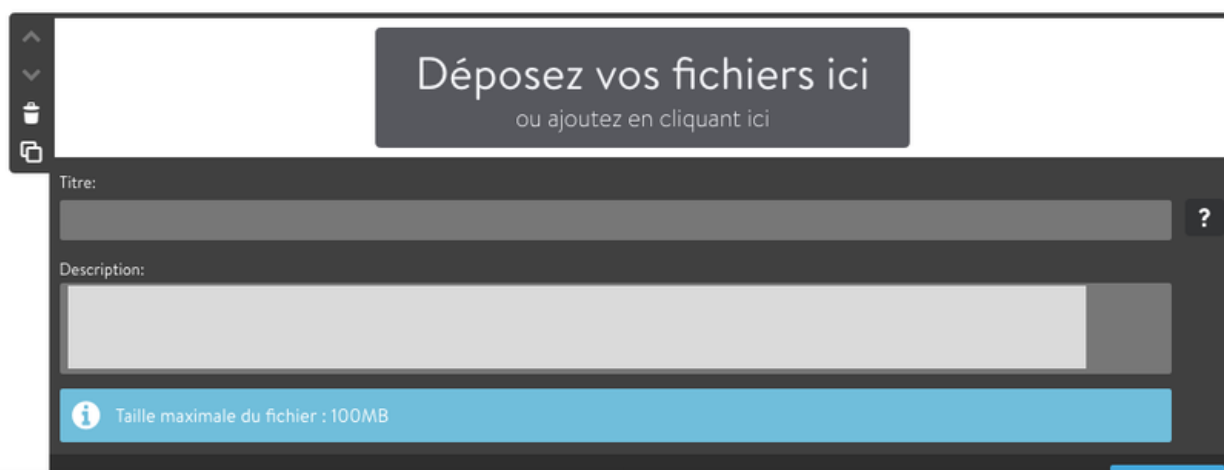 Déposez vos fichiers ici
ou ajoutez en cliquant ici
Titre:
?
Description:
Taille maximale du fichier : 100MB